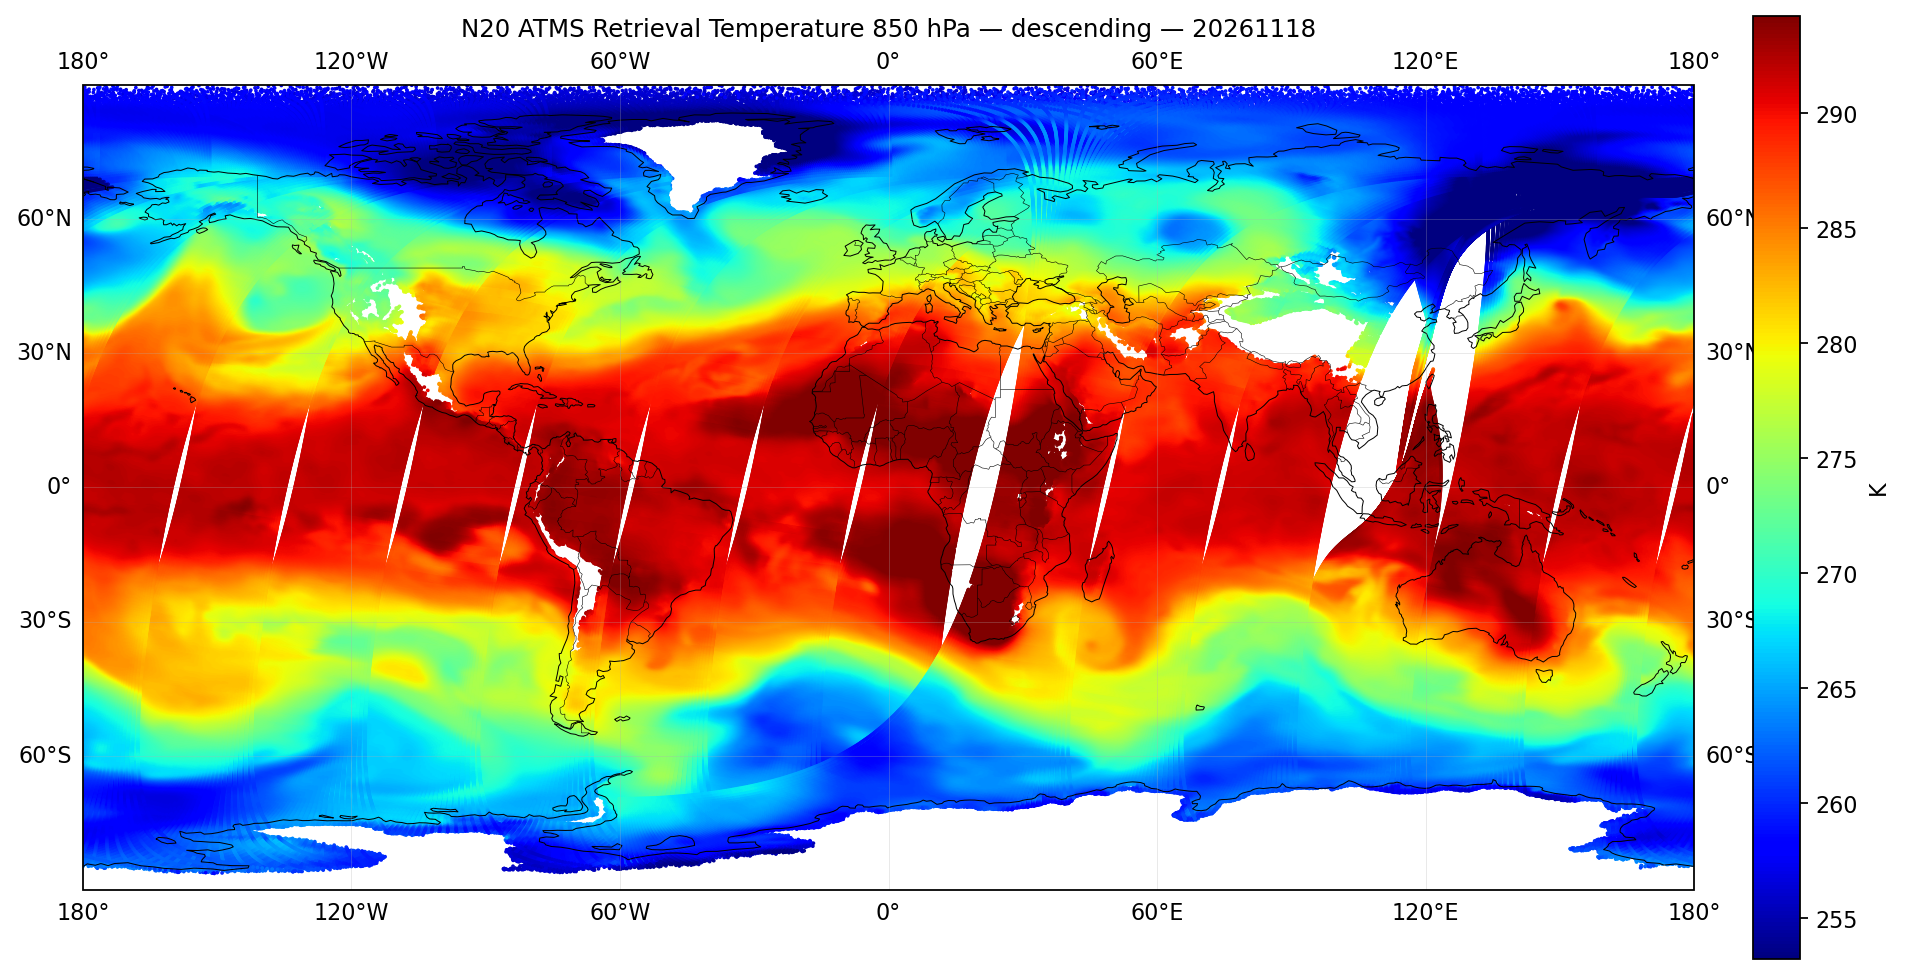 N20 ATMS Retrieval Temperature 850 hPa — descending — 20261118
180° 120°W 60°W 0° 60°E 120°E 180°
290
285
280
275
270
265
260
255
K
60°N 60°N
30°N 30°N
0° 0°
30°S 30°S
60°S 60°S
180° 120°W 60°W 0° 60°E 120°E 180°